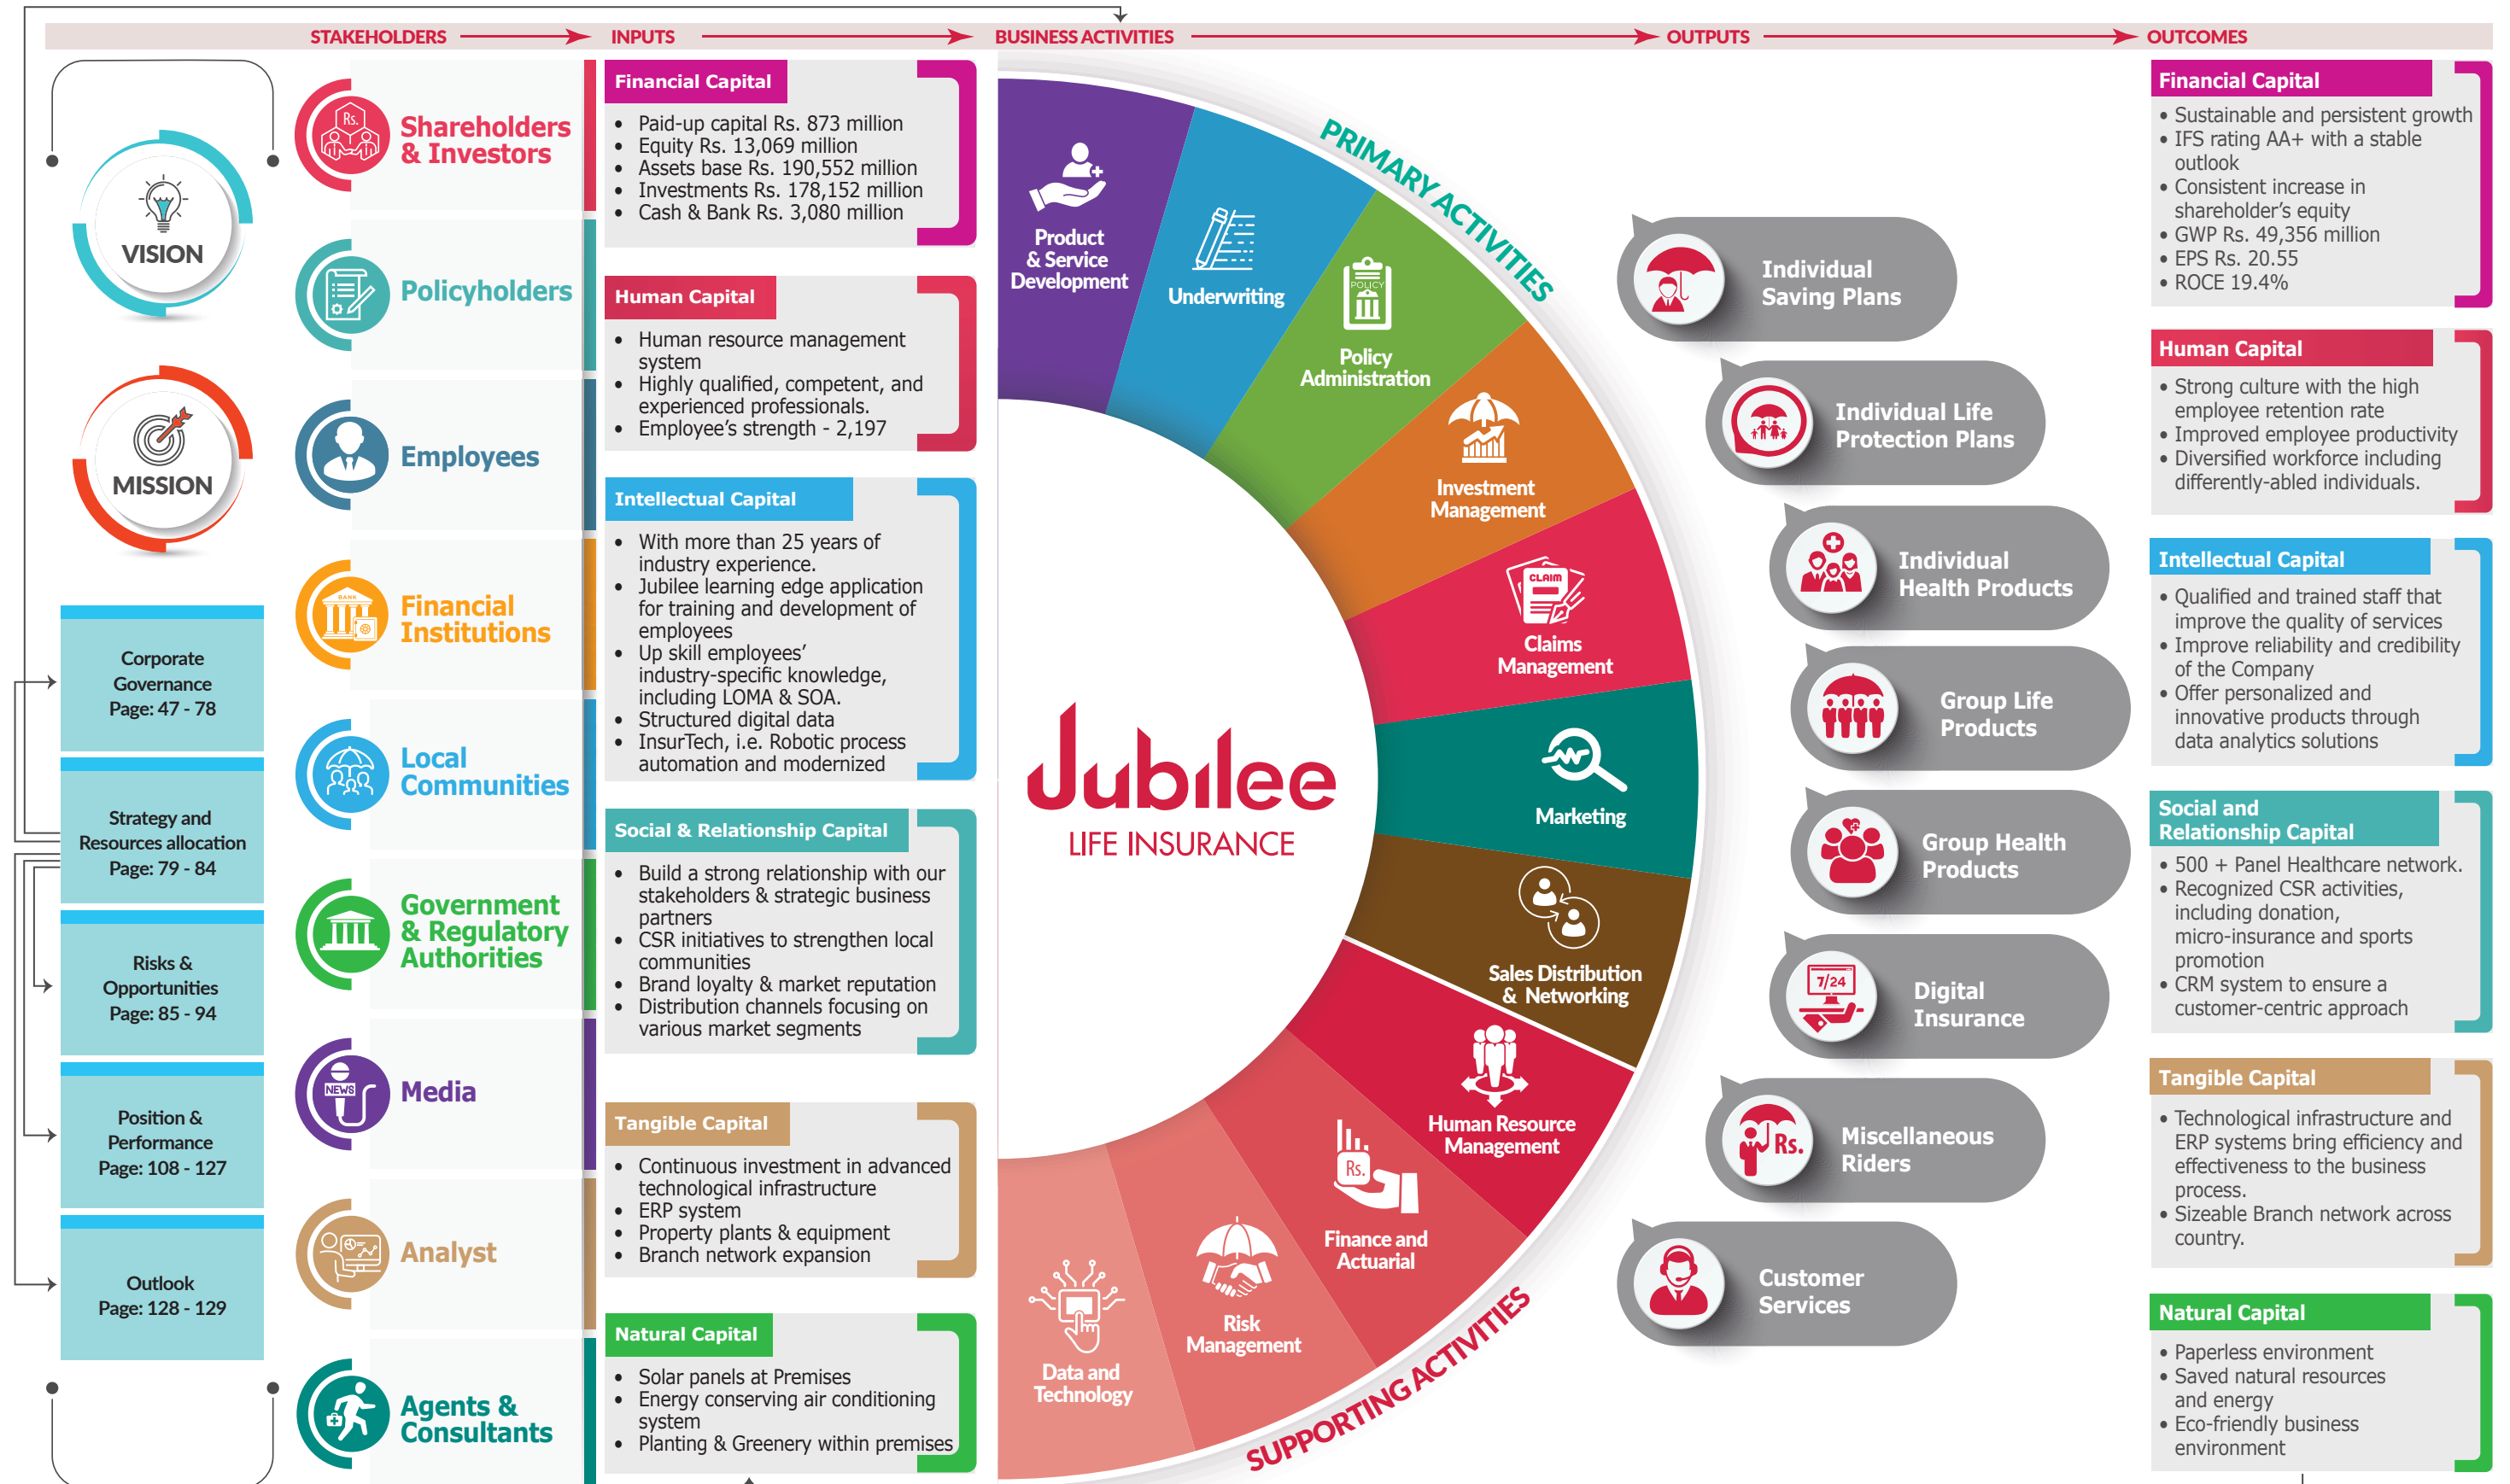 STAKEHOLDERS
INPUTS
BUSINESS ACTIVITIES
OUTPUTS
OUTCOMES
VISION
MISSION
Corporate
Governance
Page: 47 - 78
Strategy and
Resources allocation
Page: 79 - 84
Risks &
Opportunities
Page: 85 - 94
Position &
Performance
Page: 108 - 127
Outlook
Page: 128 - 129
Rs.
Shareholders
& Investors
Policyholders
Employees
BANK
Financial
Institutions
Local
Communities
Government
& Regulatory
Authorities
NEWS
Media
Analyst
Agents &
Consultants
Financial Capital
• Paid-up capital Rs. 873 million
• Equity Rs. 13,069 million
• Assets base Rs. 190,552 million
• Investments Rs. 178,152 million
• Cash & Bank Rs. 3,080 million
Human Capital
• Human resource management
system
• Highly qualified, competent, and
experienced professionals.
• Employee's strength - 2,197
Intellectual Capital
• With more than 25 years of
industry experience.
• Jubilee learning edge application
for training and development of
employees
• Up skill employees'
industry-specific knowledge,
including LOMA & SOA.
• Structured digital data
• InsurTech, i.e. Robotic process
automation and modernized
Social & Relationship Capital
• Build a strong relationship with our
stakeholders & strategic business
partners
• CSR initiatives to strengthen local
communities
• Brand loyalty & market reputation
• Distribution channels focusing on
various market segments
Tangible Capital
• Continuous investment in advanced
technological infrastructure
• ERP system
• Property plants & equipment
• Branch network expansion
Natural Capital
• Solar panels at Premises
• Energy conserving air conditioning
system
• Planting & Greenery within premises
PRIMARY ACTIVITIES
Product
& Service
Development
Underwriting
POLICY
Policy
Administration
Investment
Management
CLAIM
Claims
Management
Marketing
Sales Distribution
& Networking
Jubilee
LIFE INSURANCE
Human Resource
Management
Rs.
Finance and
Actuarial
Risk
Management
Data and
Technology
SUPPORTING ACTIVITIES
Individual
Saving Plans
Individual Life
Protection Plans
Individual
Health Products
Group Life
Products
Group Health
Products
7/24
Digital
Insurance
Rs.
Miscellaneous
Riders
Customer
Services
Financial Capital
• Sustainable and persistent growth
• IFS rating AA+ with a stable
outlook
• Consistent increase in
shareholder's equity
• GWP Rs. 49,356 million
• EPS Rs. 20.55
• ROCE 19.4%
Human Capital
• Strong culture with the high
employee retention rate
• Improved employee productivity
• Diversified workforce including
differently-abled individuals.
Intellectual Capital
• Qualified and trained staff that
improve the quality of services
• Improve reliability and credibility
of the Company
• Offer personalized and
innovative products through
data analytics solutions
Social and
Relationship Capital
• 500 + Panel Healthcare network.
• Recognized CSR activities,
including donation,
micro-insurance and sports
promotion
• CRM system to ensure a
customer-centric approach
Tangible Capital
• Technological infrastructure and
ERP systems bring efficiency and
effectiveness to the business
process.
• Sizeable Branch network across
country.
Natural Capital
• Paperless environment
• Saved natural resources
and energy
• Eco-friendly business
environment